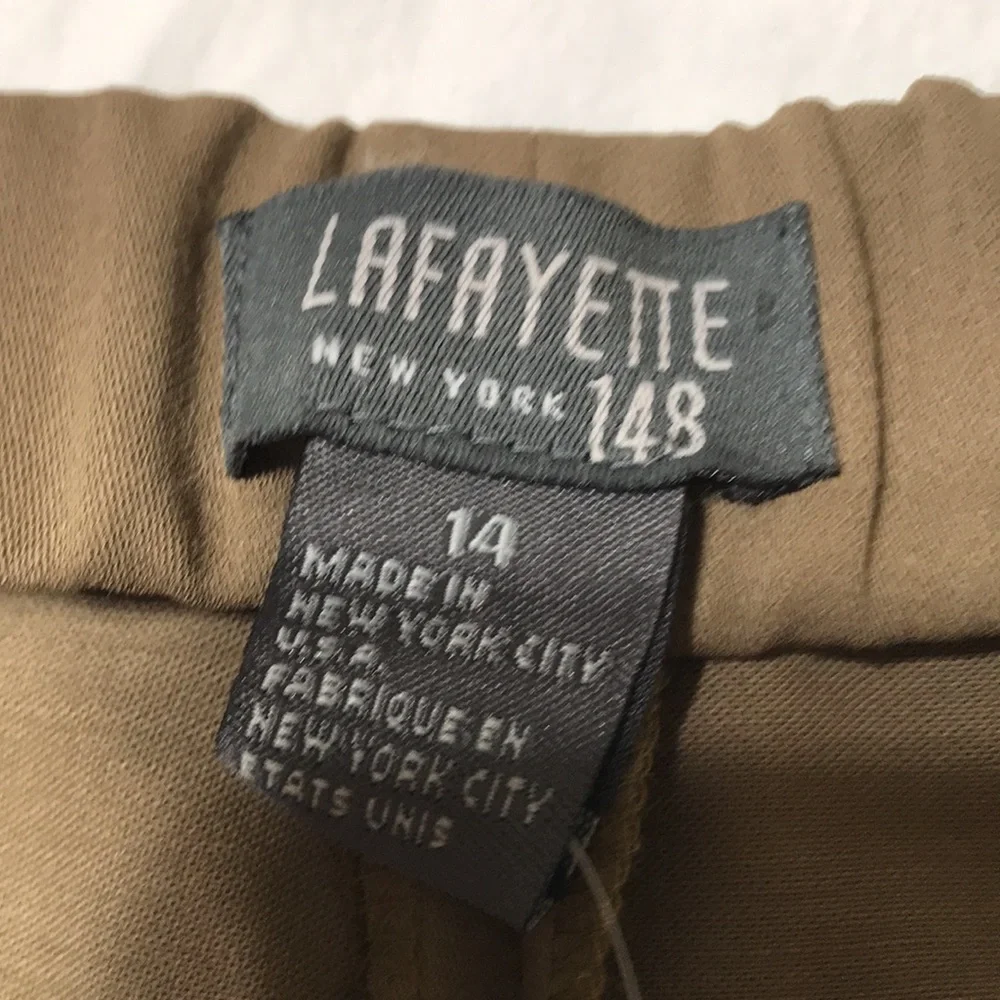 LAFAYETTE
NEW YORK 148
14
MADE IN
NEW YORK CITY
U.S.A.
FABRIQUE EN
NEW YORK CITY
ETATS UNIS